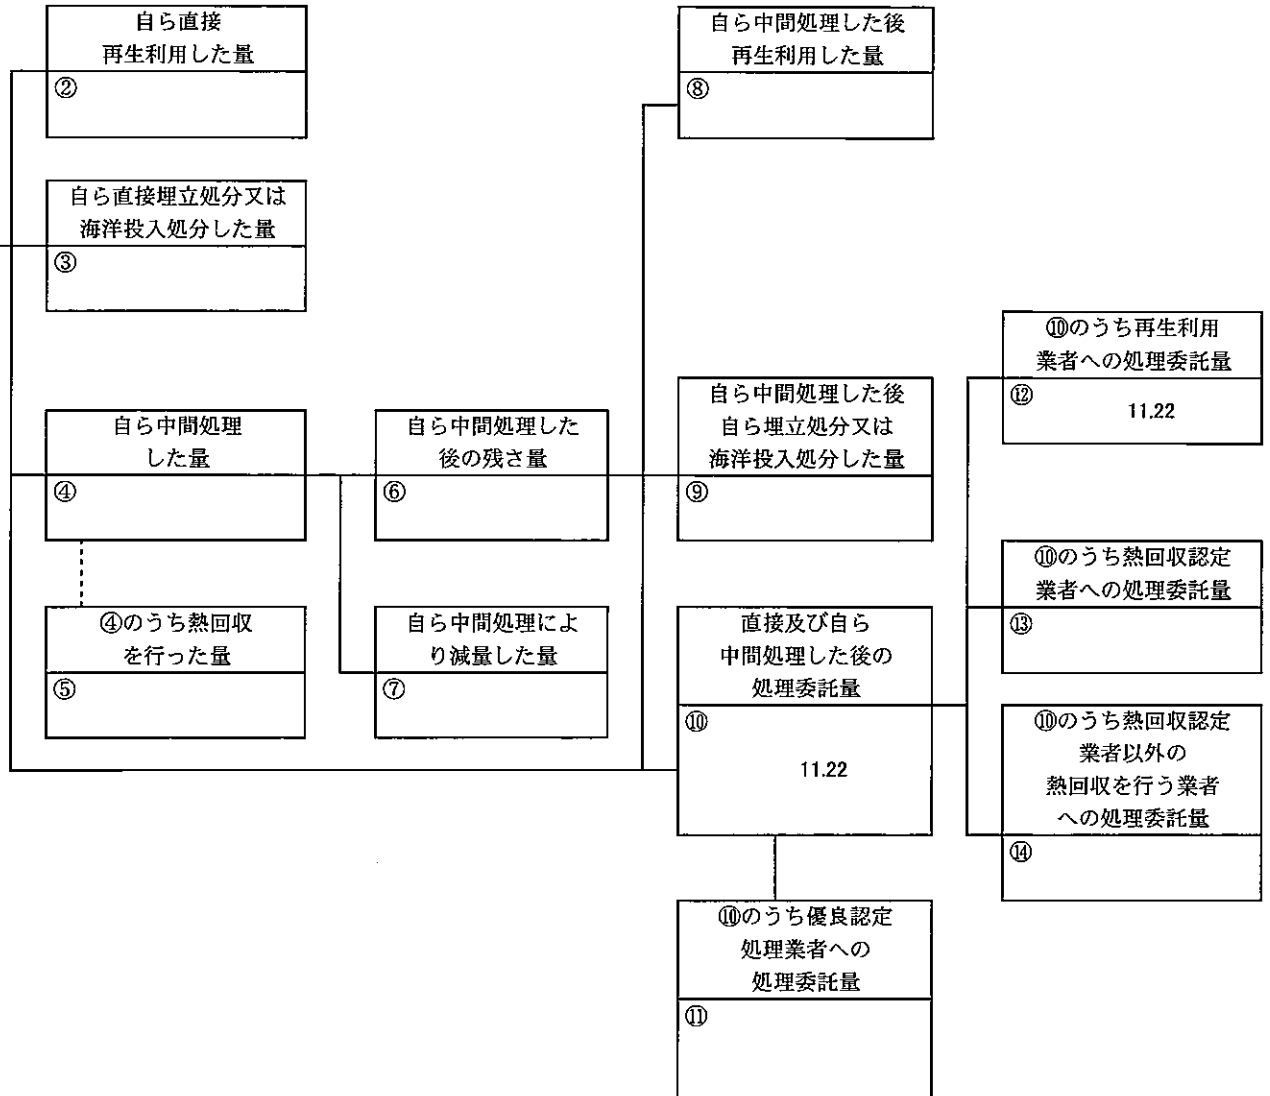 自ら直接
再生利用した量
②
自ら中間処理した後
再生利用した量
⑧
自ら直接埋立処分又は
海洋投入処分した量
③
⑩のうち再生利用
業者への処理委託量
⑫
11.22
自ら中間処理
した量
④
自ら中間処理した
後の残さ量
⑥
自ら中間処理した後
自ら埋立処分又は
海洋投入処分した量
⑨
⑩のうち熱回収認定
業者への処理委託量
⑬
④のうち熱回収
を行った量
⑤
自ら中間処理によ
り減量した量
⑦
直接及び自ら
中間処理した後の
処理委託量
⑩
11.22
⑩のうち熱回収認定
業者以外の
熱回収を行う業者
への処理委託量
⑭
⑩のうち優良認定
処理業者への
処理委託量
⑪